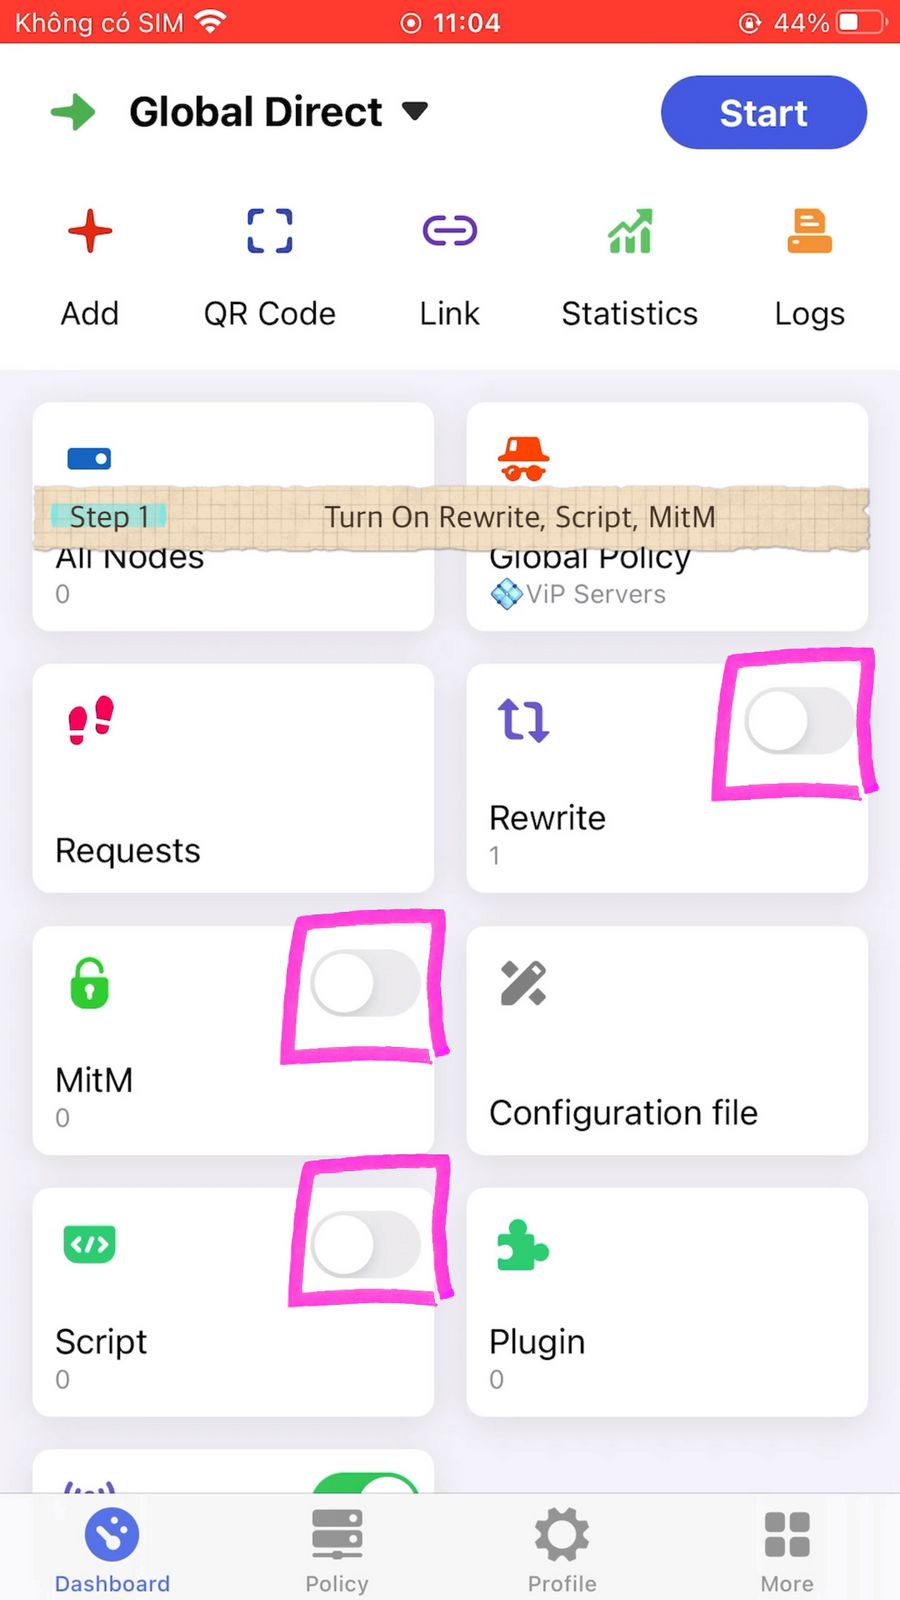 Không có SIM 11:04 44%
Global Direct Start
Add QR Code Link Statistics Logs
Step 1 Turn On Rewrite, Script, MitM
All Nodes Global Policy
0 ViP Servers
Requests
Rewrite
1
MitM
0
Configuration file
Script
0
Plugin
0
Dashboard Policy Profile More